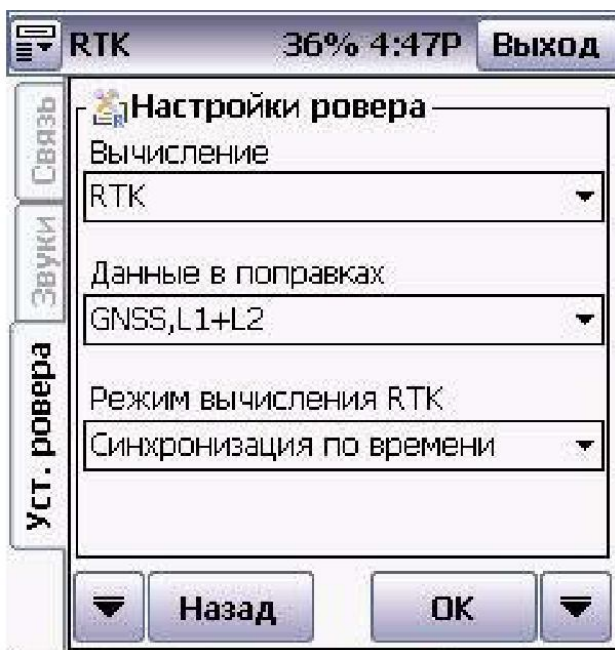 RTK 36% 4:47P Выход
Связь
Звуки
Уст. ровера
Настройки ровера
Вычисление
RTK
Данные в поправках
GNSS,L1+L2
Режим вычисления RTK
Синхронизация по времени
Назад OK